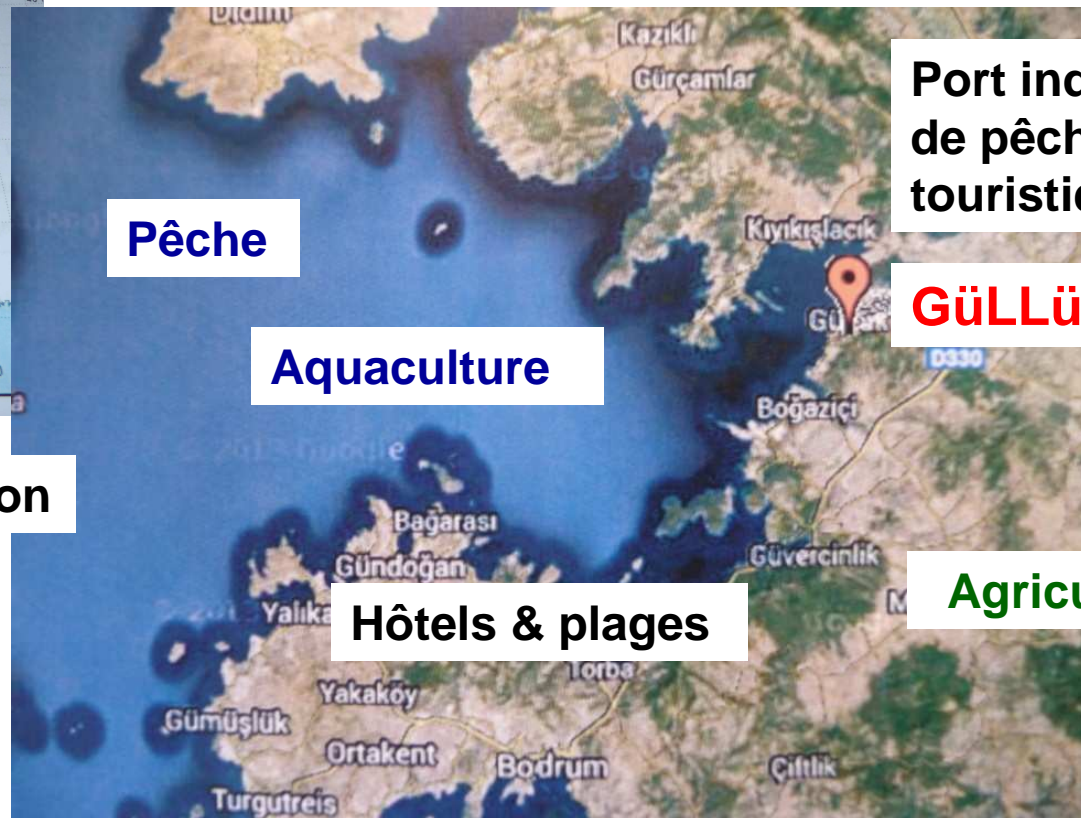 Didim
Kazıklı
Gürçamlar
Port ind
de pêch
touristiq
Pêche
Kıyıkışlacık
GüLLü
D330
Aquaculture
Boğaziçi
on
Bağarası
Gündoğan
Güvercinlik
Agricu
Yalıka
Hôtels & plages
Torba
Yakaköy
Gümüşlük
Ortakent
Bodrum
Çiftlik
Turgutreis